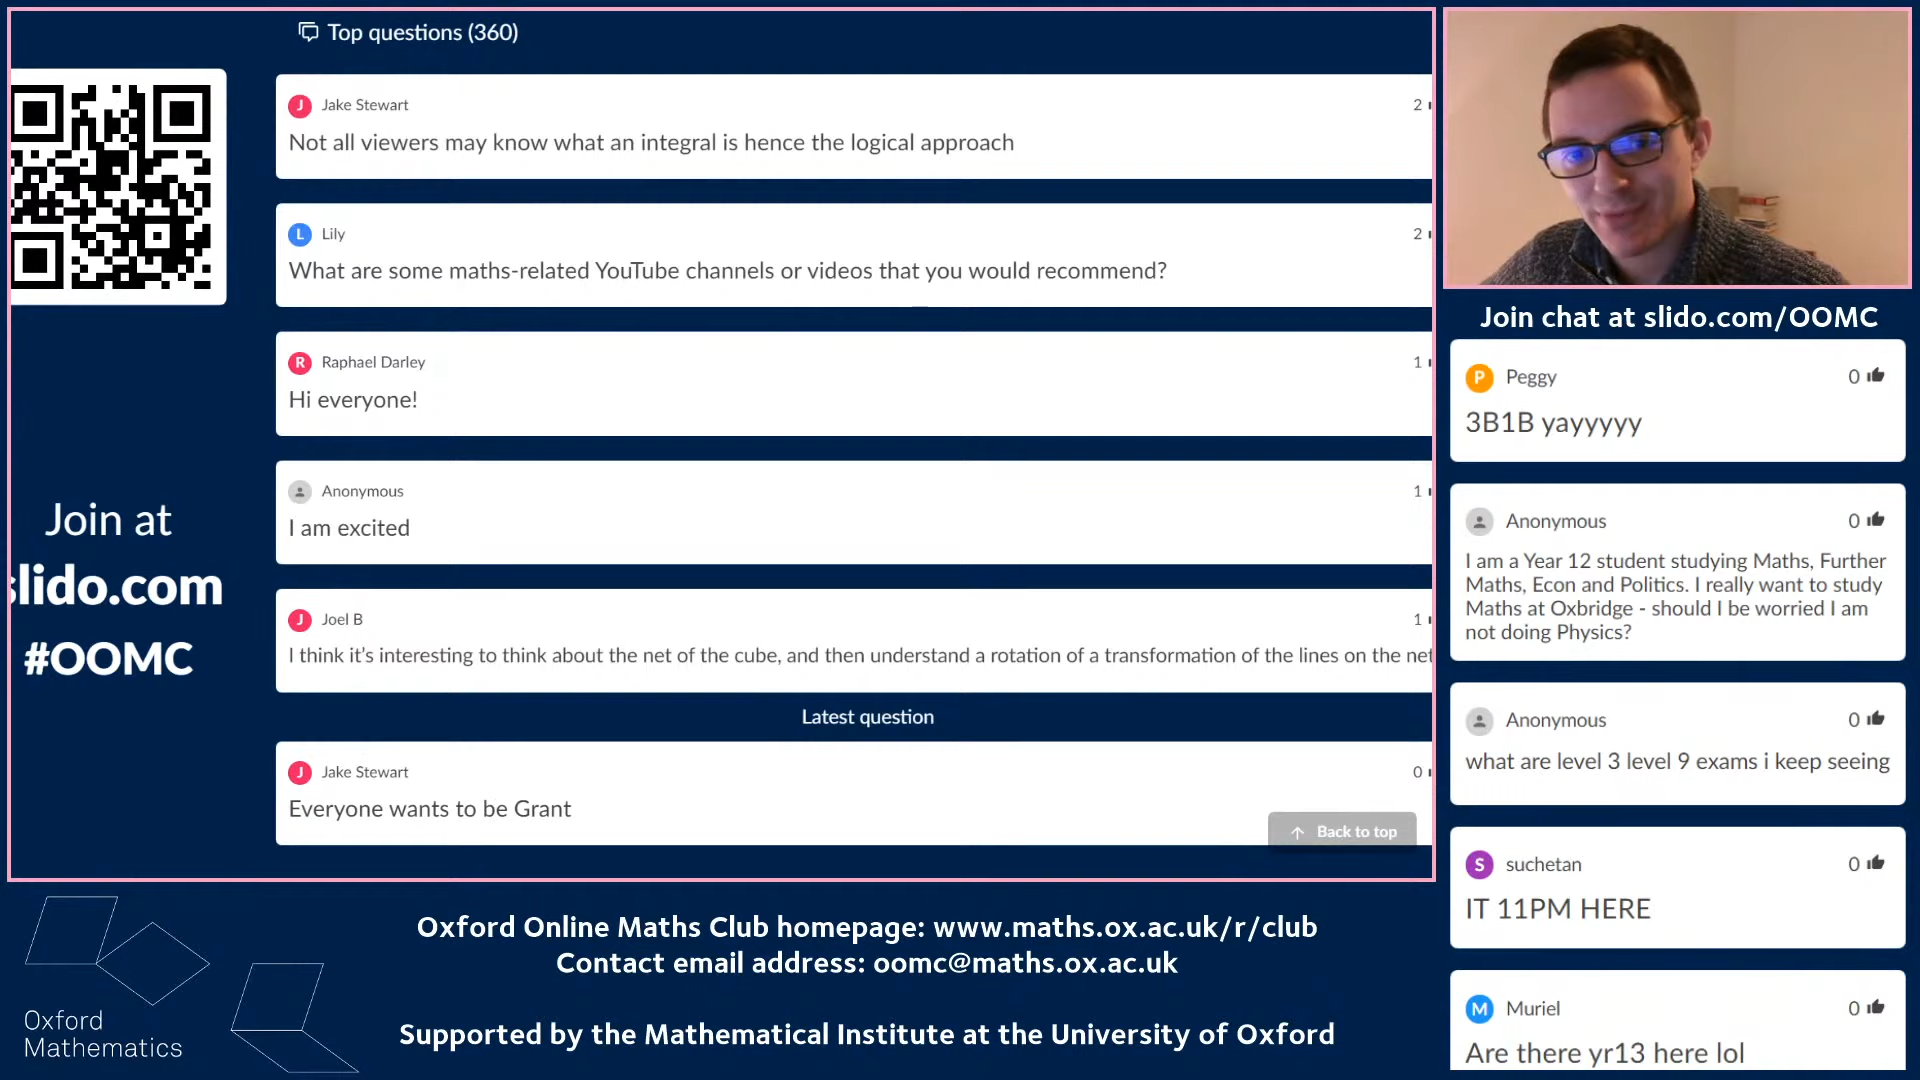 Top questions (360)
J Jake Stewart 2
Not all viewers may know what an integral is hence the logical approach
L Lily 2
What are some maths-related YouTube channels or videos that you would recommend?
R Raphael Darley 1
Hi everyone!
Anonymous 1
I am excited
J Joel B 1
I think it's interesting to think about the net of the cube, and then understand a rotation of a transformation of the lines on the net
Latest question
J Jake Stewart 0
Everyone wants to be Grant
Back to top
Join at
slido.com
#OOMC
Join chat at slido.com/OOMC
P Peggy 0
3B1B yayyyyy
Anonymous 0
I am a Year 12 student studying Maths, Further
Maths, Econ and Politics. I really want to study
Maths at Oxbridge - should I be worried I am
not doing Physics?
Anonymous 0
what are level 3 level 9 exams i keep seeing
S suchetan 0
IT 11PM HERE
M Muriel 0
Are there yr13 here lol
Oxford
Mathematics
Oxford Online Maths Club homepage: www.maths.ox.ac.uk/r/club
Contact email address: oomc@maths.ox.ac.uk
Supported by the Mathematical Institute at the University of Oxford